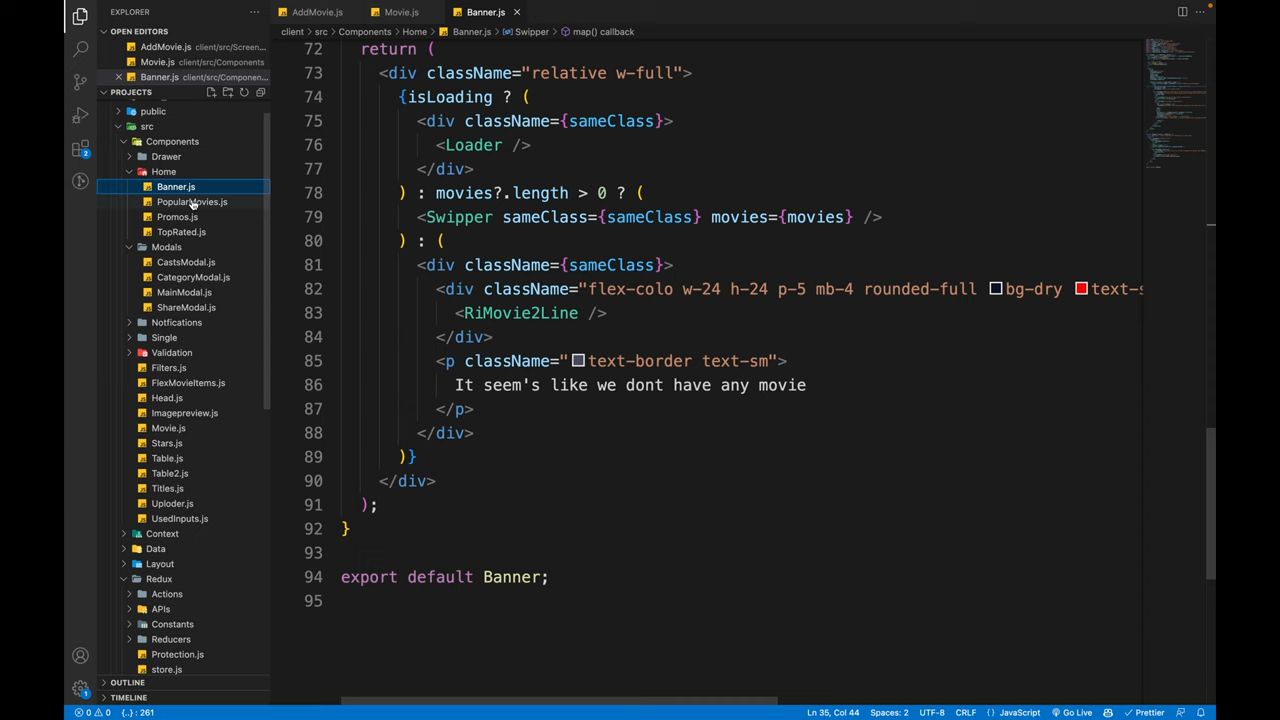 EXPLORER
AddMovie.js
Movie.js
Banner.js
OPEN EDITORS
client > src > Components > Home > Banner.js > Swipper > map() callback
AddMovie.js client/src/Screen...
Movie.js client/src/Components
Banner.js client/src/Componen...
PROJECTS
public
src
Components
Drawer
Home
Banner.js
PopularMovies.js
Promos.js
TopRated.js
Modals
CastsModal.js
CategoryModal.js
MainModal.js
ShareModal.js
Notfications
Single
Validation
Filters.js
FlexMovieItems.js
Head.js
Imagepreview.js
Movie.js
Stars.js
Table.js
Table2.js
Titles.js
Uploder.js
UsedInputs.js
Context
Data
Layout
Redux
Actions
APIs
Constants
Reducers
Protection.js
store.js
OUTLINE
TIMELINE
2
1
72 return (
73 <div className="relative w-full">
74 {isLoading ? (
75 <div className={sameClass}>
76 <Loader />
77 </div>
78 ) : movies?.length > 0 ? (
79 <Swipper sameClass={sameClass} movies={movies} />
80 ) : (
81 <div className={sameClass}>
82 <div className="flex-colo w-24 h-24 p-5 mb-4 rounded-full bg-dry text-s
83 <RiMovie2Line />
84 </div>
85 <p className="text-border text-sm">
86 It seem's like we dont have any movie
87 </p>
88 </div>
89 )}
90 </div>
91 );
92 }
93
94 export default Banner;
95
0 0 {..} : 261
Ln 35, Col 44 Spaces: 2 UTF-8 CRLF JavaScript Go Live Prettier